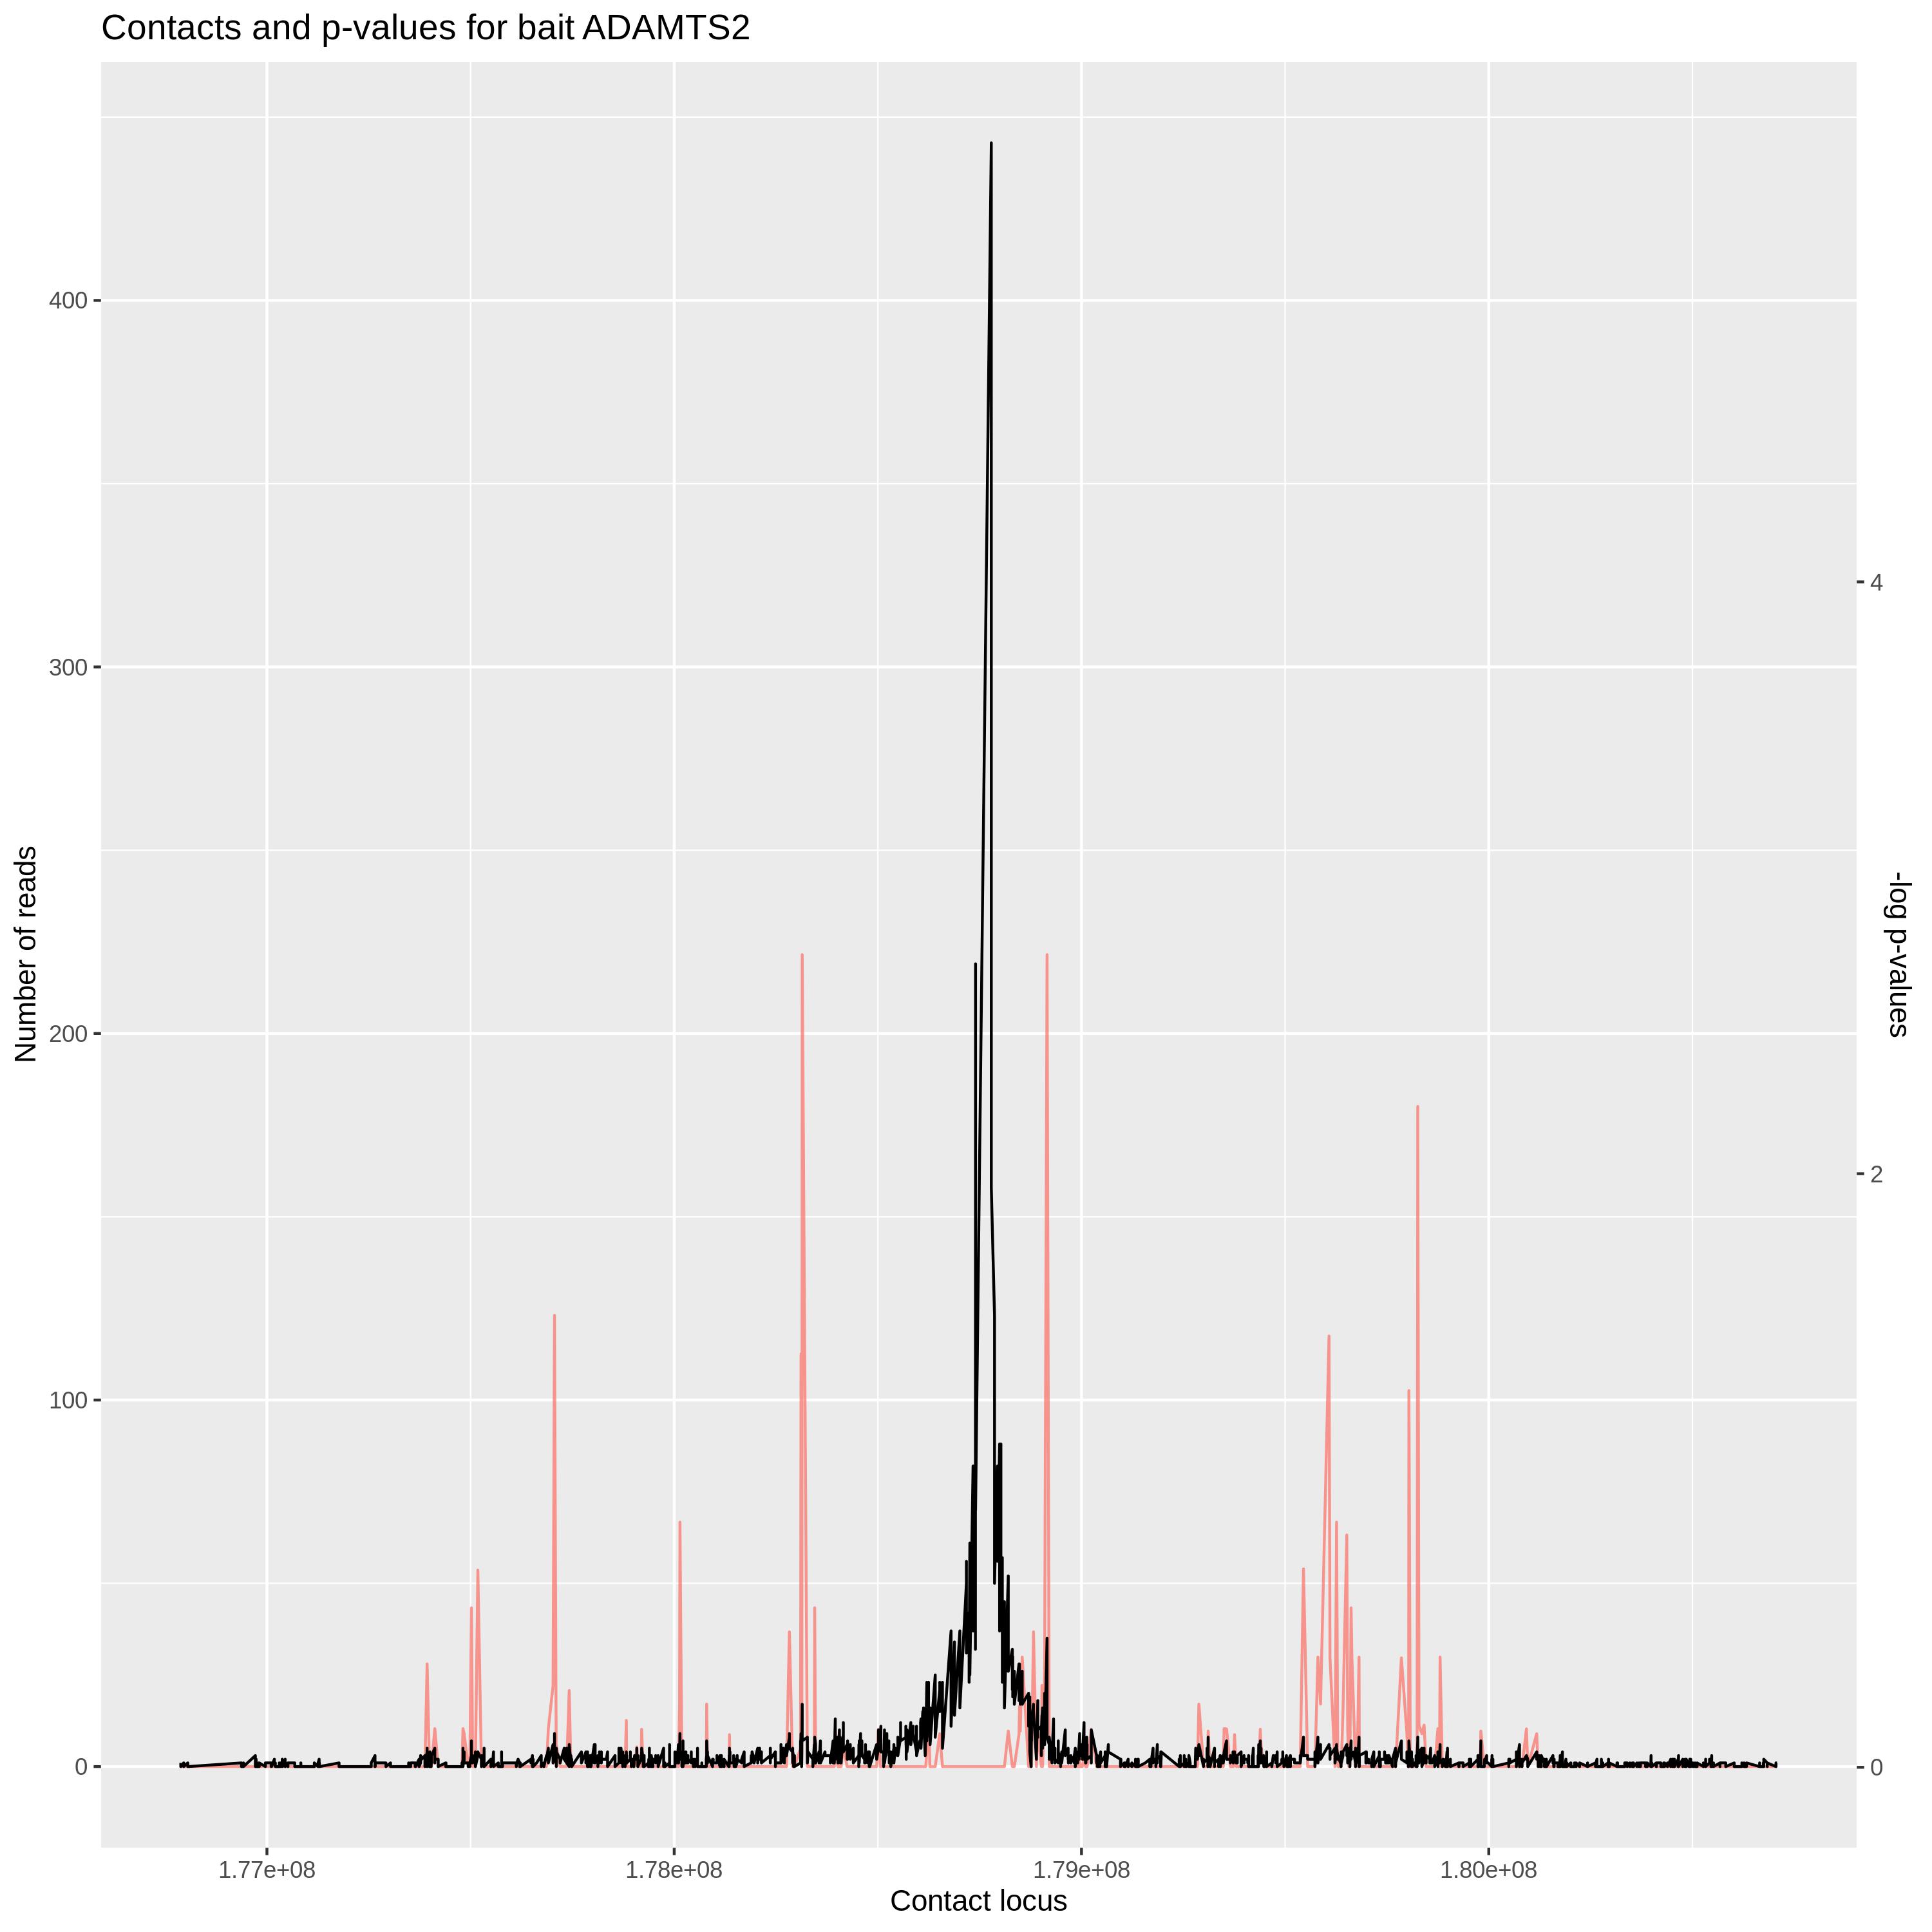 Contacts and p-values for bait ADAMTS2
Number of reads
400
300
200
100
0
4
2
0
-log p-values
1.77e+08
1.78e+08
1.79e+08
1.80e+08
Contact locus